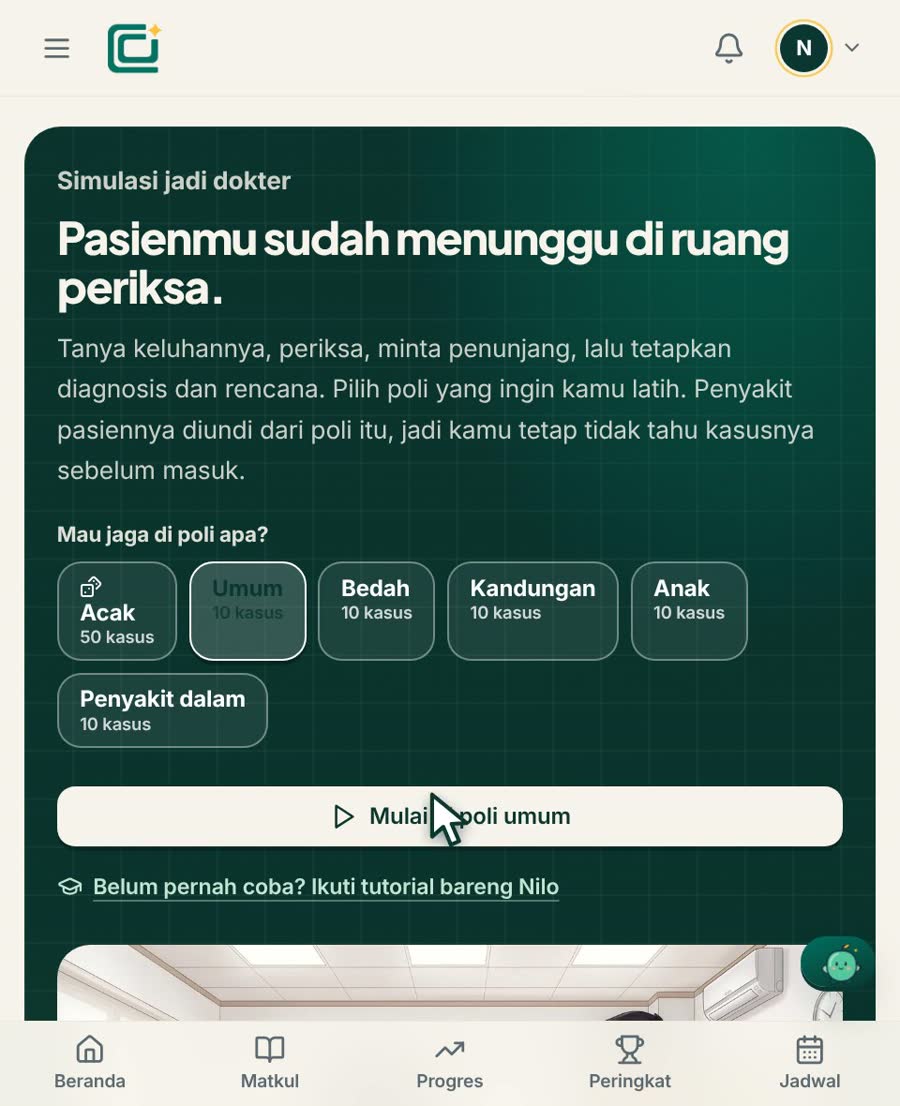 N
Simulasi jadi dokter
Pasienmu sudah menunggu di ruang
periksa.
Tanya keluhannya, periksa, minta penunjang, lalu tetapkan
diagnosis dan rencana. Pilih poli yang ingin kamu latih. Penyakit
pasiennya diundi dari poli itu, jadi kamu tetap tidak tahu kasusnya
sebelum masuk.
Mau jaga di poli apa?
Acak
50 kasus
Umum
10 kasus
Bedah
10 kasus
Kandungan
10 kasus
Anak
10 kasus
Penyakit dalam
10 kasus
Mulai poli umum
Belum pernah coba? Ikuti tutorial bareng Nilo
Beranda
Matkul
Progres
Peringkat
Jadwal